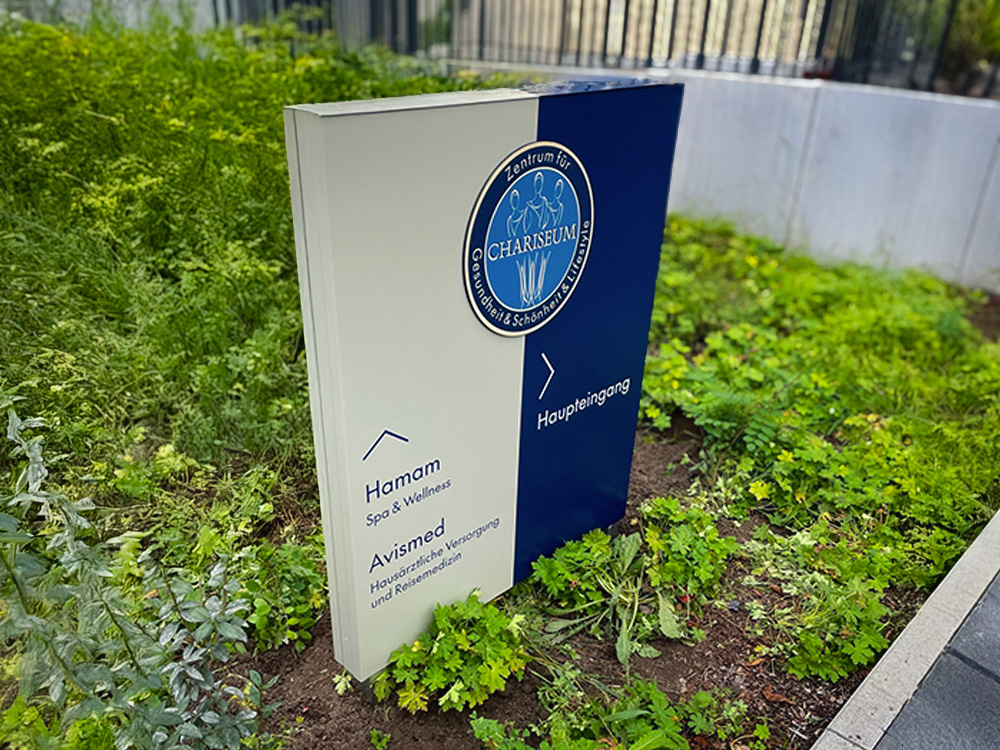 Zentrum für
CHARISEUM
Gesundheit & Schönheit & Lifestyle
Haupteingang
Hamam
Spa & Wellness
Avismed
Hausärztliche Versorgung
und Reisemedizin